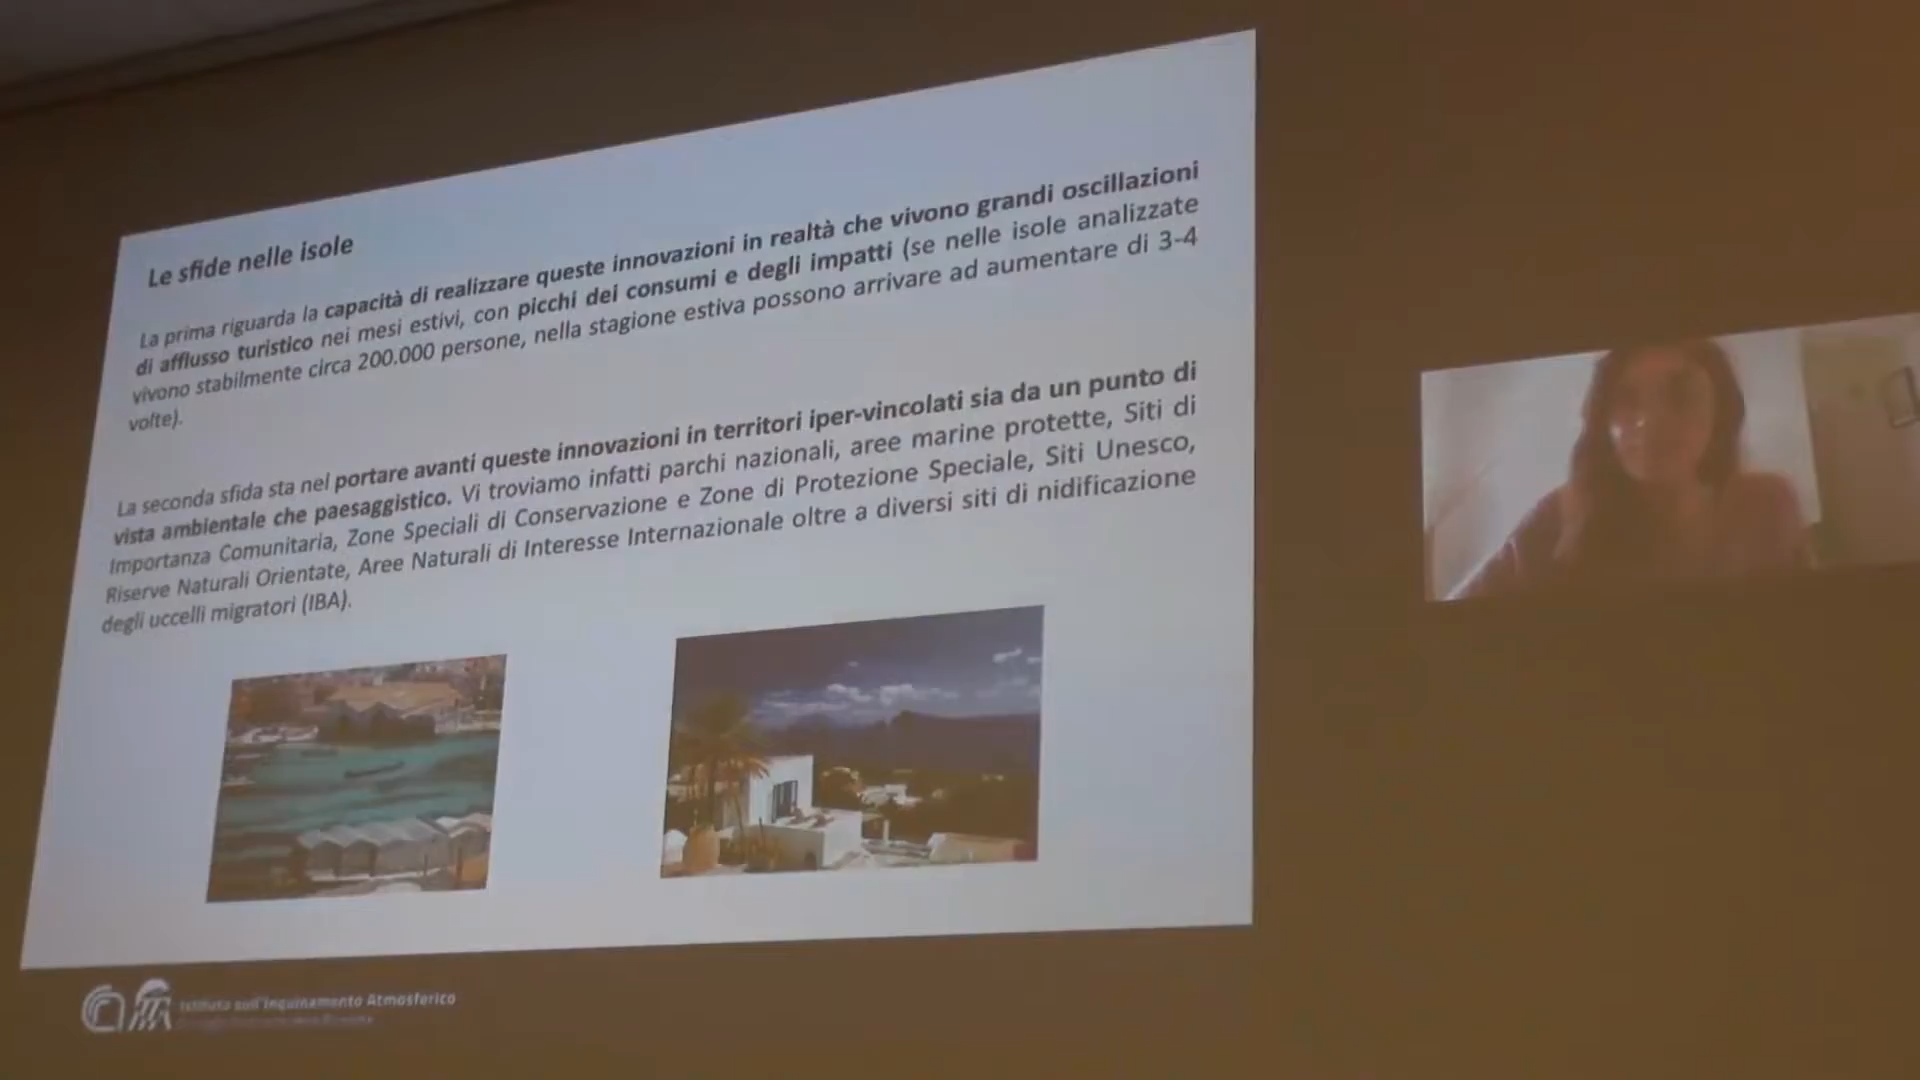 Le sfide nelle isole
La prima riguarda la capacità di realizzare queste innovazioni in realtà che vivono grandi oscillazioni
di afflusso turistico nei mesi estivi, con picchi dei consumi e degli impatti (se nelle isole analizzate
vivono stabilmente circa 200.000 persone, nella stagione estiva possono arrivare ad aumentare di 3-4
volte).
La seconda sfida sta nel portare avanti queste innovazioni in territori iper-vincolati sia da un punto di
vista ambientale che paesaggistico. Vi troviamo infatti parchi nazionali, aree marine protette, Siti di
Importanza Comunitaria, Zone Speciali di Conservazione e Zone di Protezione Speciale, Siti Unesco,
Riserve Naturali Orientate, Aree Naturali di Interesse Internazionale oltre a diversi siti di nidificazione
degli uccelli migratori (IBA).
Istituto sull'Inquinamento Atmosferico